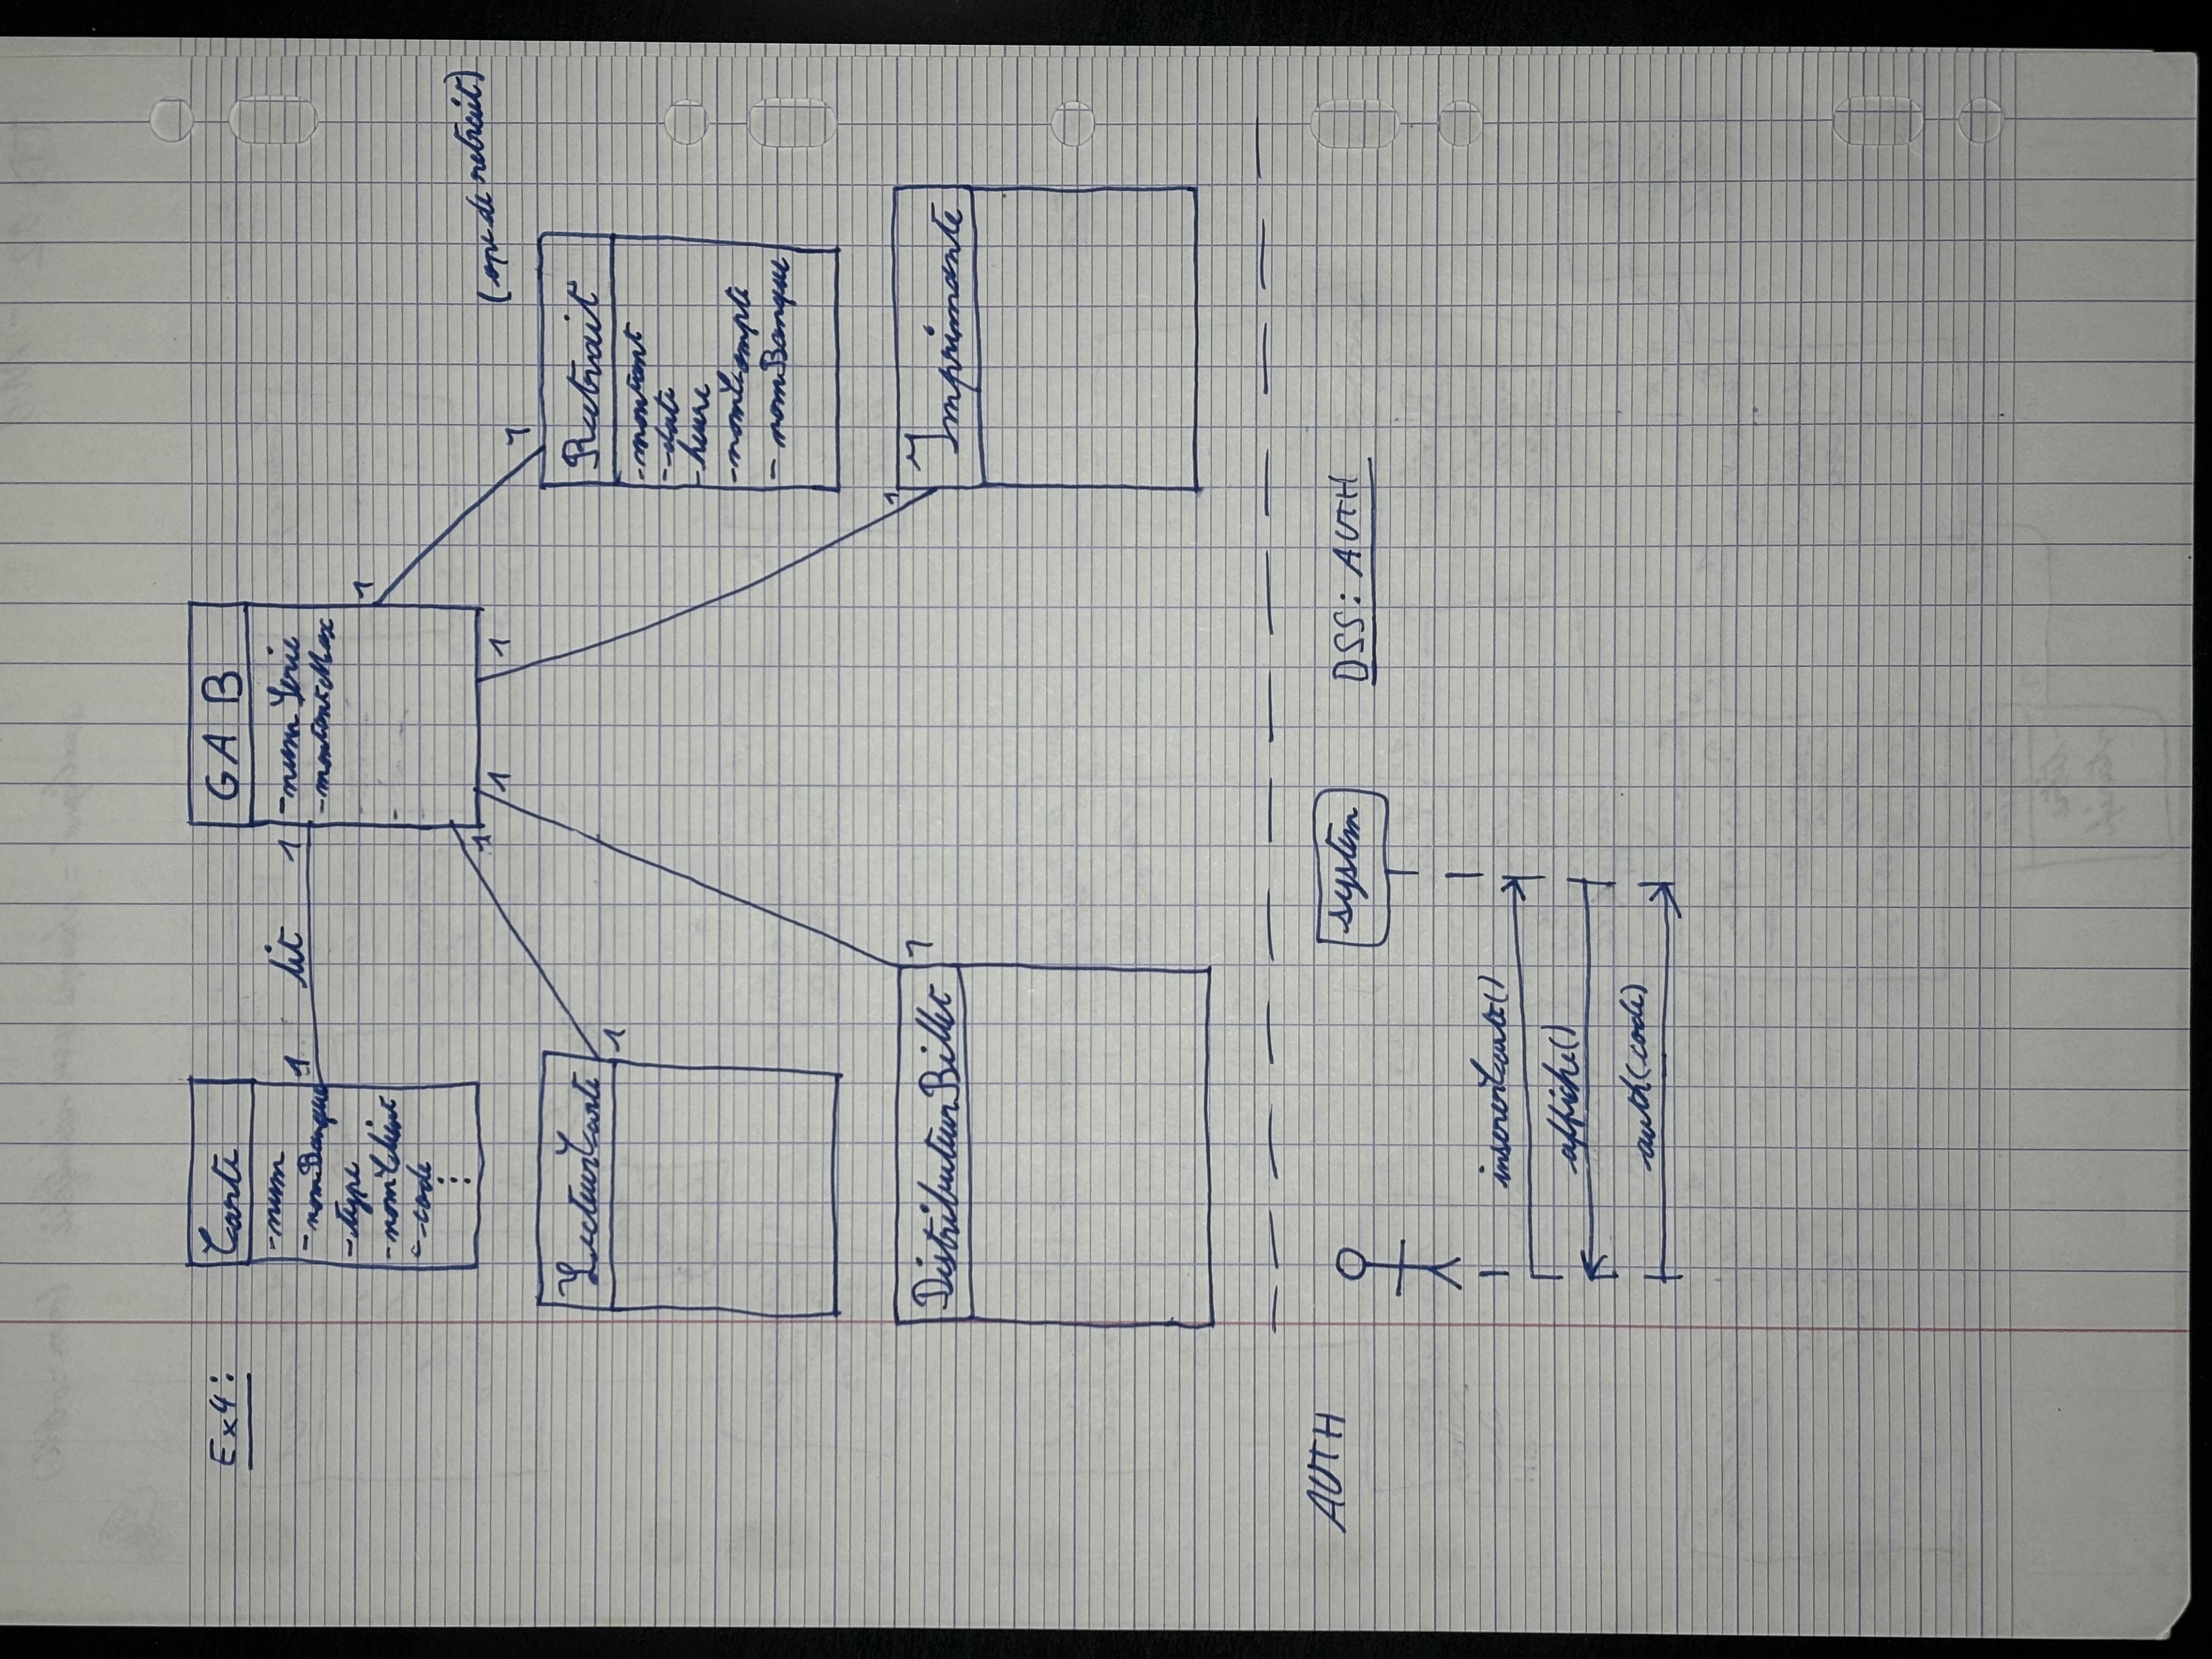 Ex4:
Carte
GAB
-num
-nomBanque
-type
-nomClient
-code
1 lit 1
-numSerie
-montantMax
1
1
1
1
1
(ope de retrait)
LecteurCarte
1
Retrait
-montant
-date
-heure
-nomCompte
-nomBanque
DistributeurBillet
1
1
Imprimante
AUTH
system
DSS: AUTH
insererCarte()
affiche()
auth(code)